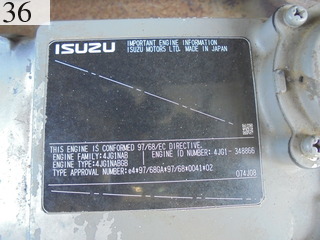 36
ISUZU
IMPORTANT ENGINE INFORMATION
ISUZU MOTORS LTD. MADE IN JAPAN
THIS ENGINE IS CONFORMED 97/68/EC DIRECTIVE.
ENGINE FAMILY:4JG1NAB ENGINE ID NUMBER: 4JG1-348866
ENGINE TYPE:4JG1NABGB
TYPE APPROVAL NUMBER:e4*97/68GA*97/68*0041*02
074J08